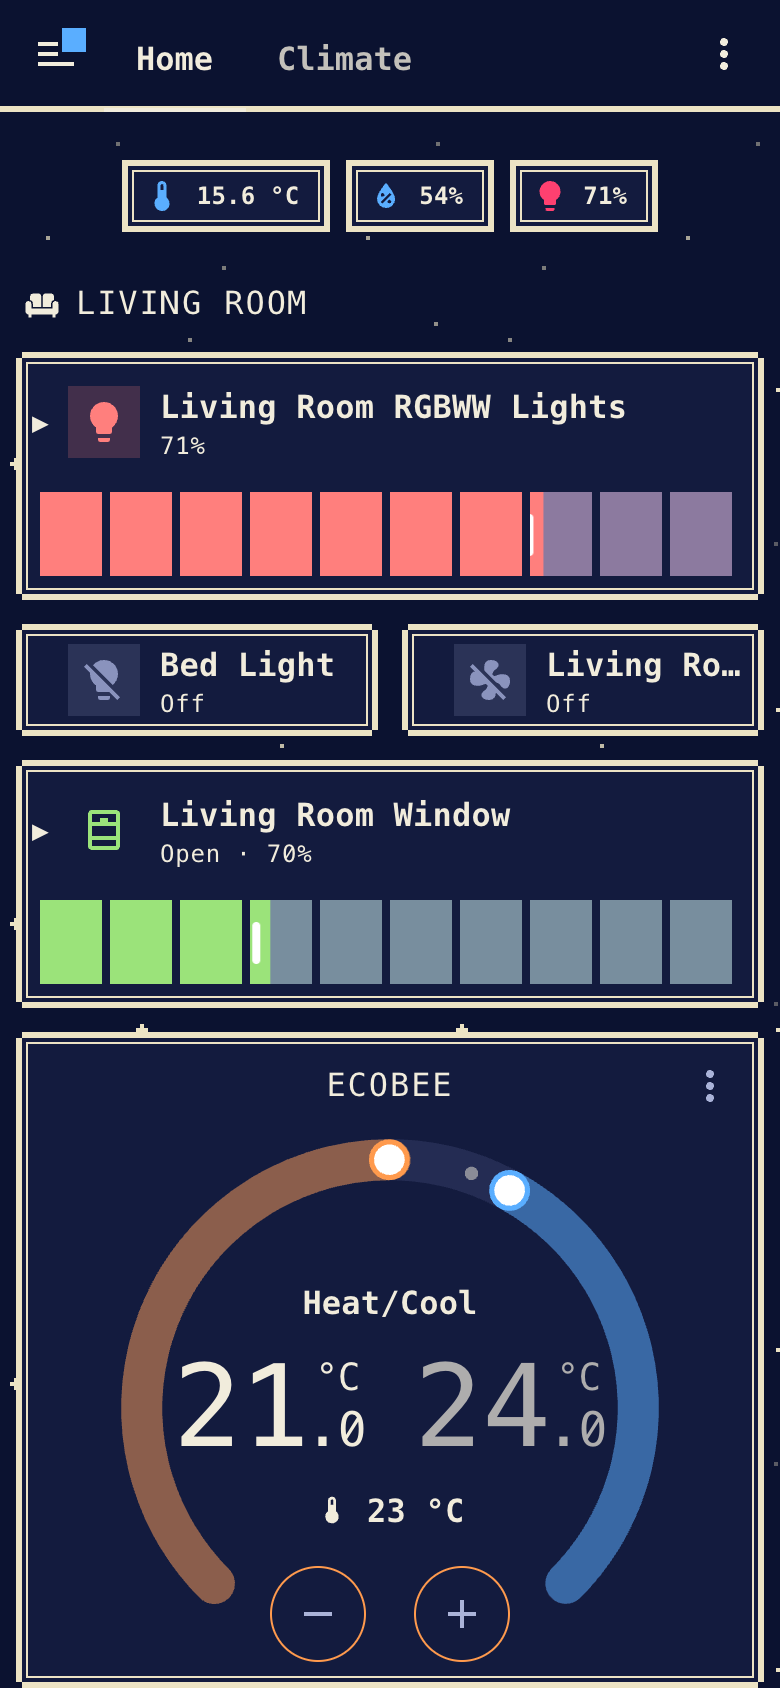 Home Climate
15.6 °C 54% 71%
LIVING ROOM
Living Room RGBWW Lights
71%
Bed Light
Off
Living Ro…
Off
Living Room Window
Open · 70%
ECOBEE
Heat/Cool
21.0 °C 24.0 °C
23 °C